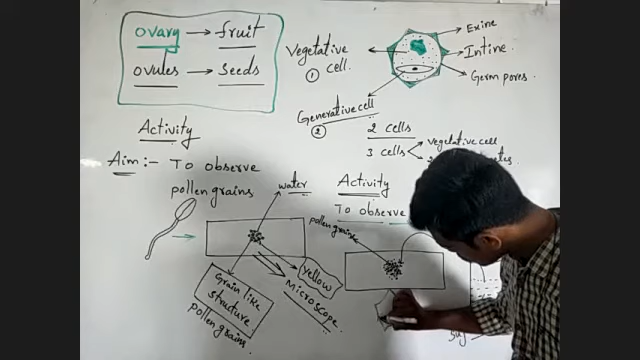 ovary → fruit
ovules → seeds
Vegetative
① cell.
Exine
Intine
Germ pores.
Generative cell
②
2 cells
3 cells
vegetative cell
Activity
Aim:- To observe
pollen grains
water
Activity
To observe
pollen grains
yellow
Microscope.
Grain like
structure
pollen grains.